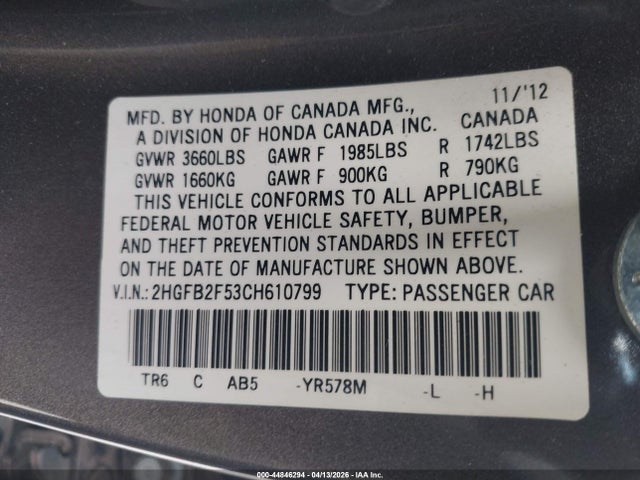 11/'12
MFD. BY HONDA OF CANADA MFG., CANADA
A DIVISION OF HONDA CANADA INC.
GVWR 3660LBS GAWR F 1985LBS R 1742LBS
GVWR 1660KG GAWR F 900KG R 790KG
THIS VEHICLE CONFORMS TO ALL APPLICABLE
FEDERAL MOTOR VEHICLE SAFETY, BUMPER,
AND THEFT PREVENTION STANDARDS IN EFFECT
ON THE DATE OF MANUFACTURE SHOWN ABOVE.
V.I.N.: 2HGFB2F53CH610799 TYPE: PASSENGER CAR
TR6 C AB5 -YR578M -L -H
000-44846294 | 04/13/2026 | IAA Inc.